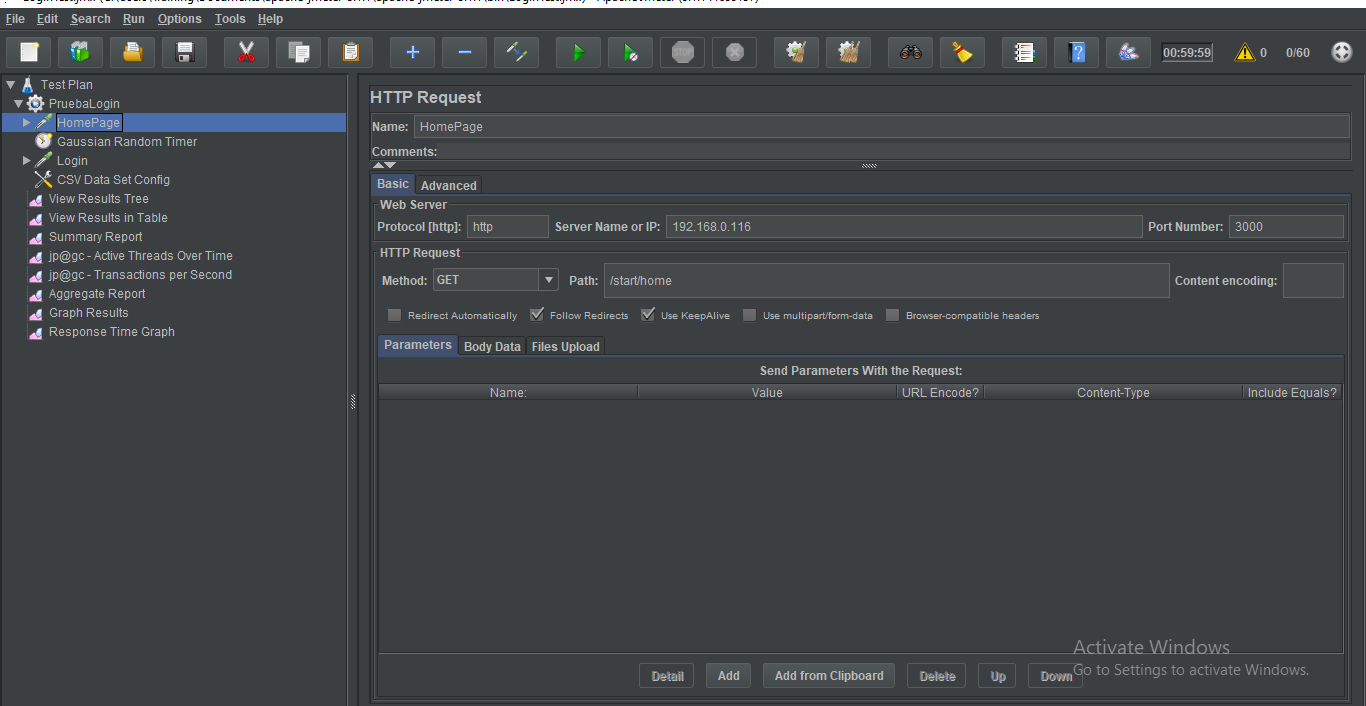 File Edit Search Run Options Tools Help
STOP
00:59:59 0 0/60
Test Plan
PruebaLogin
HomePage
Gaussian Random Timer
Login
CSV Data Set Config
View Results Tree
View Results in Table
Summary Report
jp@gc - Active Threads Over Time
jp@gc - Transactions per Second
Aggregate Report
Graph Results
Response Time Graph
HTTP Request
Name: HomePage
Comments:
Basic Advanced
Web Server
Protocol [http]: http Server Name or IP: 192.168.0.116 Port Number: 3000
HTTP Request
Method: GET Path: /start/home Content encoding:
Redirect Automatically Follow Redirects Use KeepAlive Use multipart/form-data Browser-compatible headers
Parameters Body Data Files Upload
Send Parameters With the Request:
Name: Value URL Encode? Content-Type Include Equals?
Detail Add Add from Clipboard Delete Up Down
Activate Windows
Go to Settings to activate Windows.